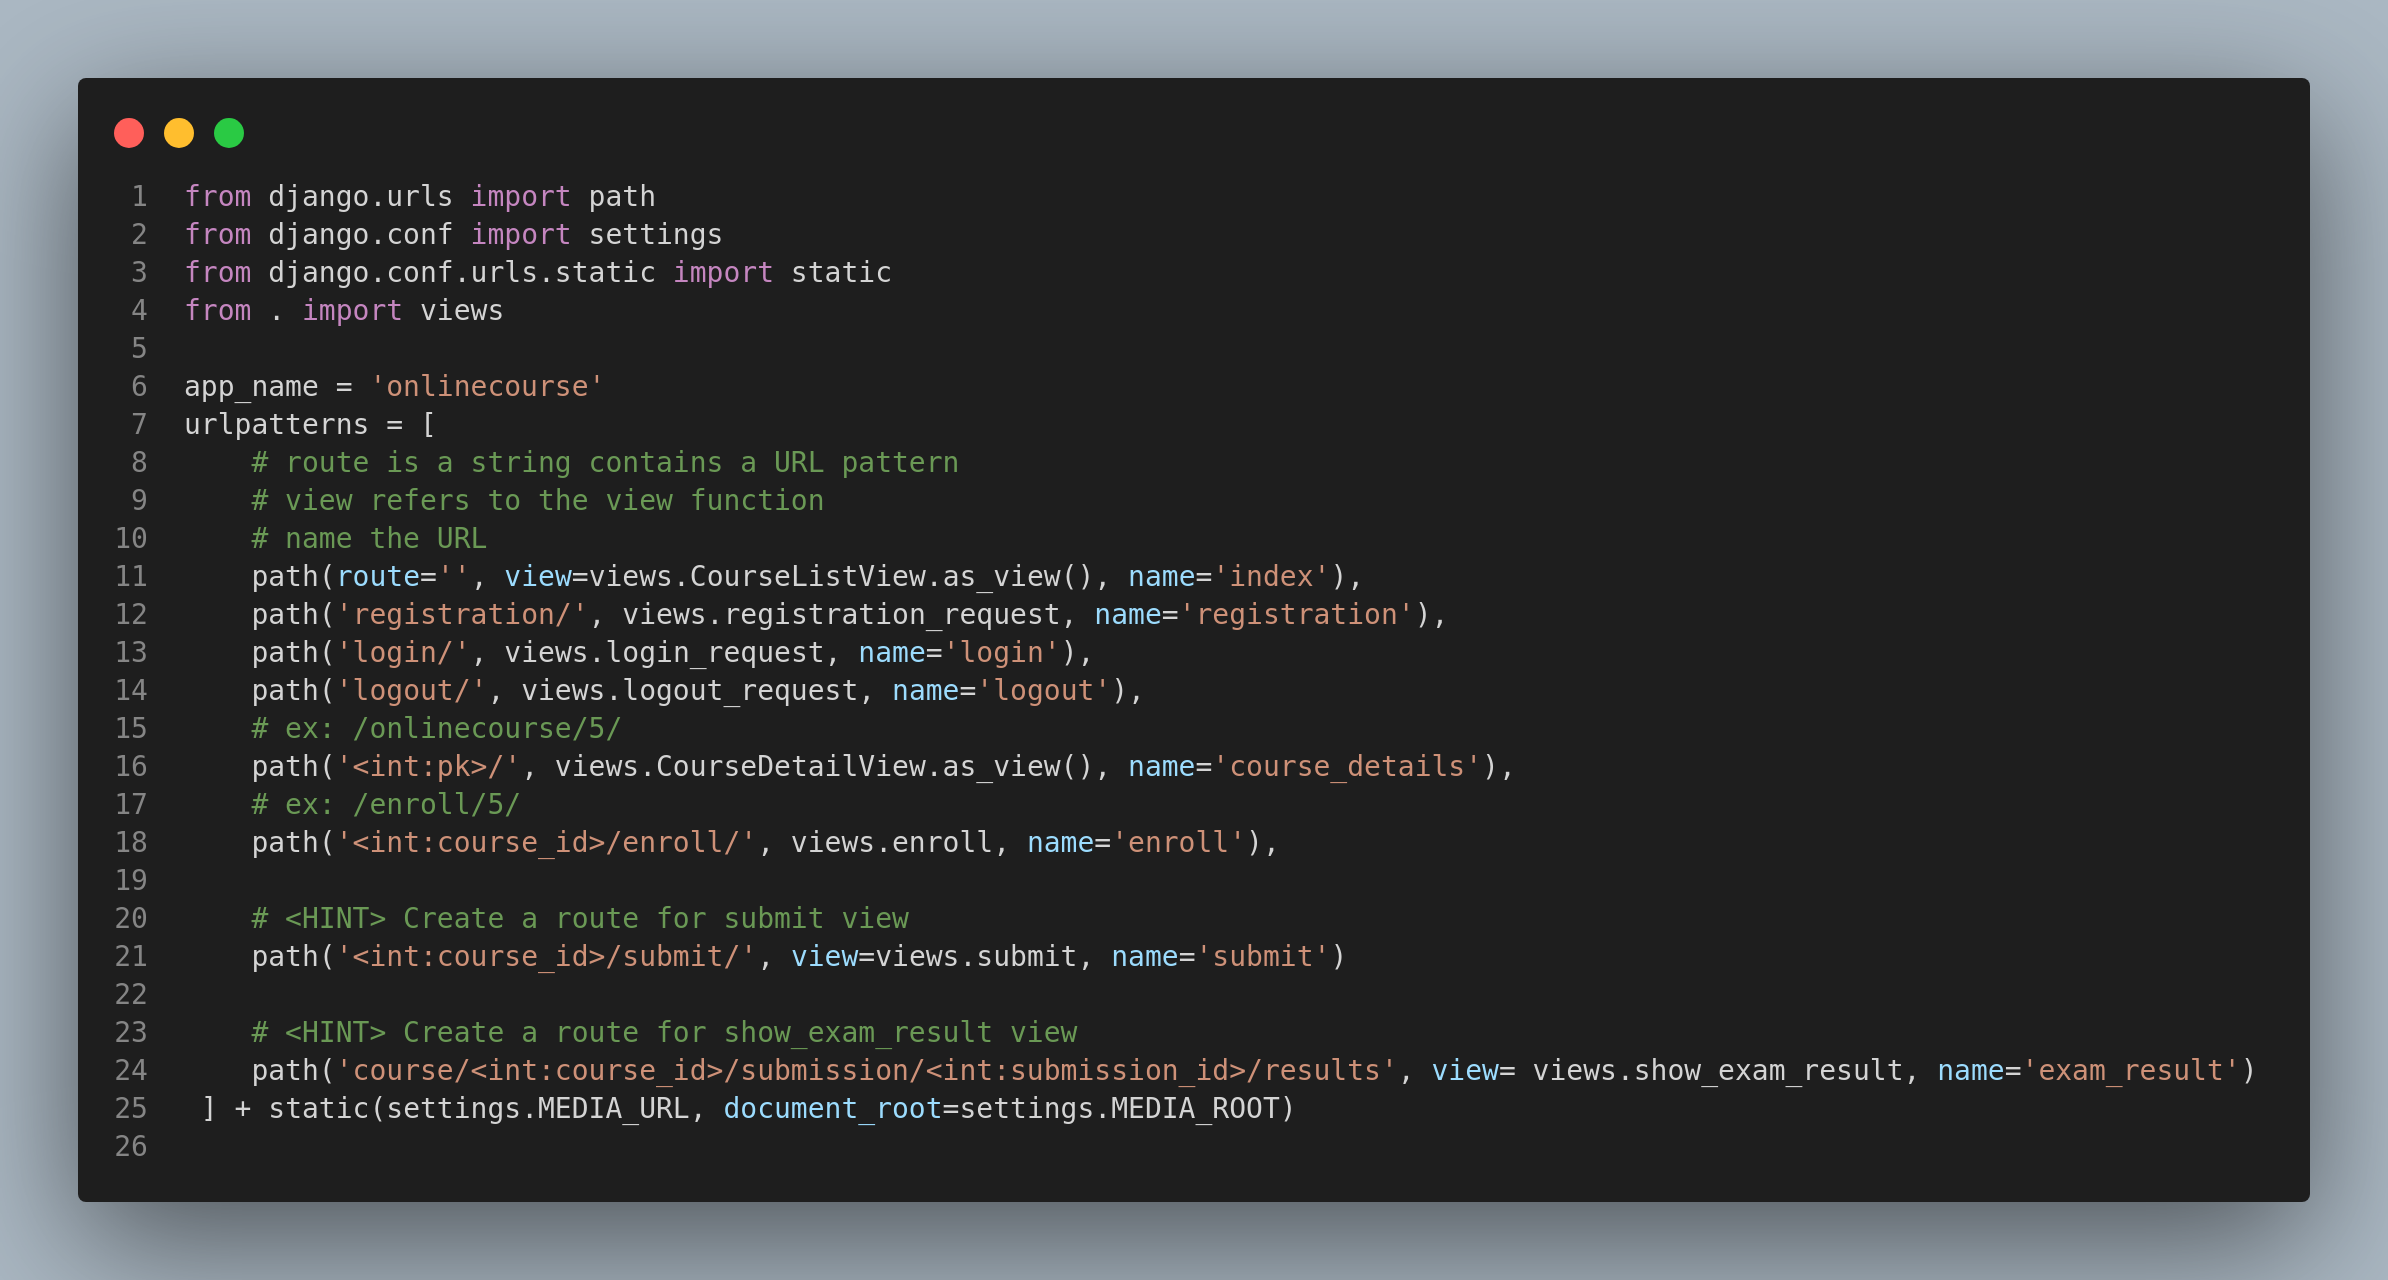 1 from django.urls import path
2 from django.conf import settings
3 from django.conf.urls.static import static
4 from . import views
5
6 app_name = 'onlinecourse'
7 urlpatterns = [
8     # route is a string contains a URL pattern
9     # view refers to the view function
10     # name the URL
11     path(route='', view=views.CourseListView.as_view(), name='index'),
12     path('registration/', views.registration_request, name='registration'),
13     path('login/', views.login_request, name='login'),
14     path('logout/', views.logout_request, name='logout'),
15     # ex: /onlinecourse/5/
16     path('<int:pk>/', views.CourseDetailView.as_view(), name='course_details'),
17     # ex: /enroll/5/
18     path('<int:course_id>/enroll/', views.enroll, name='enroll'),
19
20     # <HINT> Create a route for submit view
21     path('<int:course_id>/submit/', view=views.submit, name='submit')
22
23     # <HINT> Create a route for show_exam_result view
24     path('course/<int:course_id>/submission/<int:submission_id>/results', view= views.show_exam_result, name='exam_result')
25  ] + static(settings.MEDIA_URL, document_root=settings.MEDIA_ROOT)
26